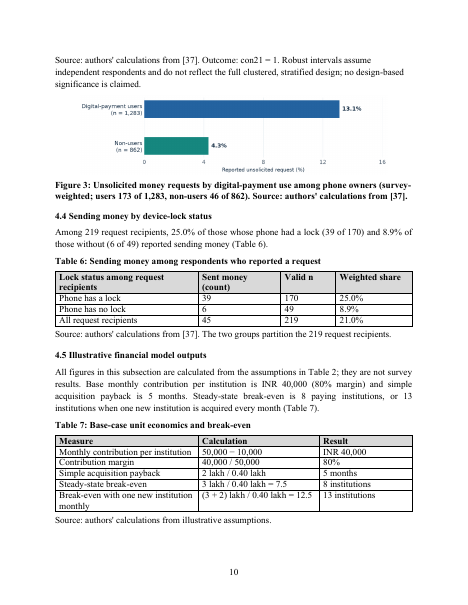 Source: authors' calculations from [37]. Outcome: con21 = 1. Robust intervals assume
independent respondents and do not reflect the full clustered, stratified design; no design-based
significance is claimed.
Digital-payment users
(n = 1,283)
13.1%
Non-users
(n = 862)
4.3%
0 4 8 12 16
Reported unsolicited request (%)
Figure 3: Unsolicited money requests by digital-payment use among phone owners (survey-
weighted; users 173 of 1,283, non-users 46 of 862). Source: authors' calculations from [37].
4.4 Sending money by device-lock status
Among 219 request recipients, 25.0% of those whose phone had a lock (39 of 170) and 8.9% of
those without (6 of 49) reported sending money (Table 6).
Table 6: Sending money among respondents who reported a request
Lock status among request recipients Sent money (count) Valid n Weighted share
Phone has a lock 39 170 25.0%
Phone has no lock 6 49 8.9%
All request recipients 45 219 21.0%
Source: authors' calculations from [37]. The two groups partition the 219 request recipients.
4.5 Illustrative financial model outputs
All figures in this subsection are calculated from the assumptions in Table 2; they are not survey
results. Base monthly contribution per institution is INR 40,000 (80% margin) and simple
acquisition payback is 5 months. Steady-state break-even is 8 paying institutions, or 13
institutions when one new institution is acquired every month (Table 7).
Table 7: Base-case unit economics and break-even
Measure Calculation Result
Monthly contribution per institution 50,000 − 10,000 INR 40,000
Contribution margin 40,000 / 50,000 80%
Simple acquisition payback 2 lakh / 0.40 lakh 5 months
Steady-state break-even 3 lakh / 0.40 lakh = 7.5 8 institutions
Break-even with one new institution monthly (3 + 2) lakh / 0.40 lakh = 12.5 13 institutions
Source: authors' calculations from illustrative assumptions.
10